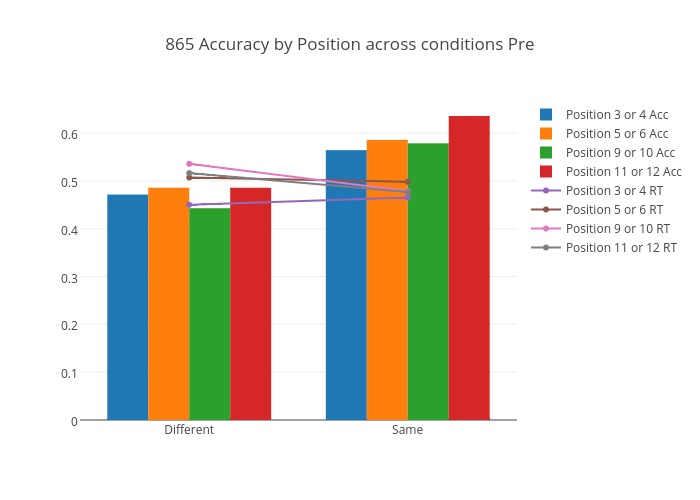 865 Accuracy by Position across conditions Pre
0.6
0.5
0.4
0.3
0.2
0.1
0
Different
Same
Position 3 or 4 Acc
Position 5 or 6 Acc
Position 9 or 10 Acc
Position 11 or 12 Acc
Position 3 or 4 RT
Position 5 or 6 RT
Position 9 or 10 RT
Position 11 or 12 RT